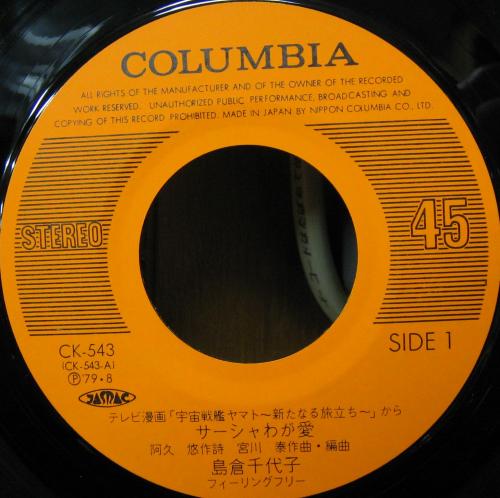 COLUMBIA
ALL RIGHTS OF THE MANUFACTURER AND OF THE OWNER OF THE RECORDED
WORK RESERVED. UNAUTHORIZED PUBLIC PERFORMANCE, BROADCASTING AND
COPYING OF THIS RECORD PROHIBITED. MADE IN JAPAN BY NIPPON COLUMBIA CO., LTD.
STEREO
45
CK-543
(CK-543-A)
Ⓟ'79・8
JASRAC
SIDE 1
テレビ漫画「宇宙戦艦ヤマト〜新たなる旅立ち〜」から
サーシャわが愛
阿久 悠作詩 宮川 泰作曲・編曲
島倉千代子
フィーリングフリー